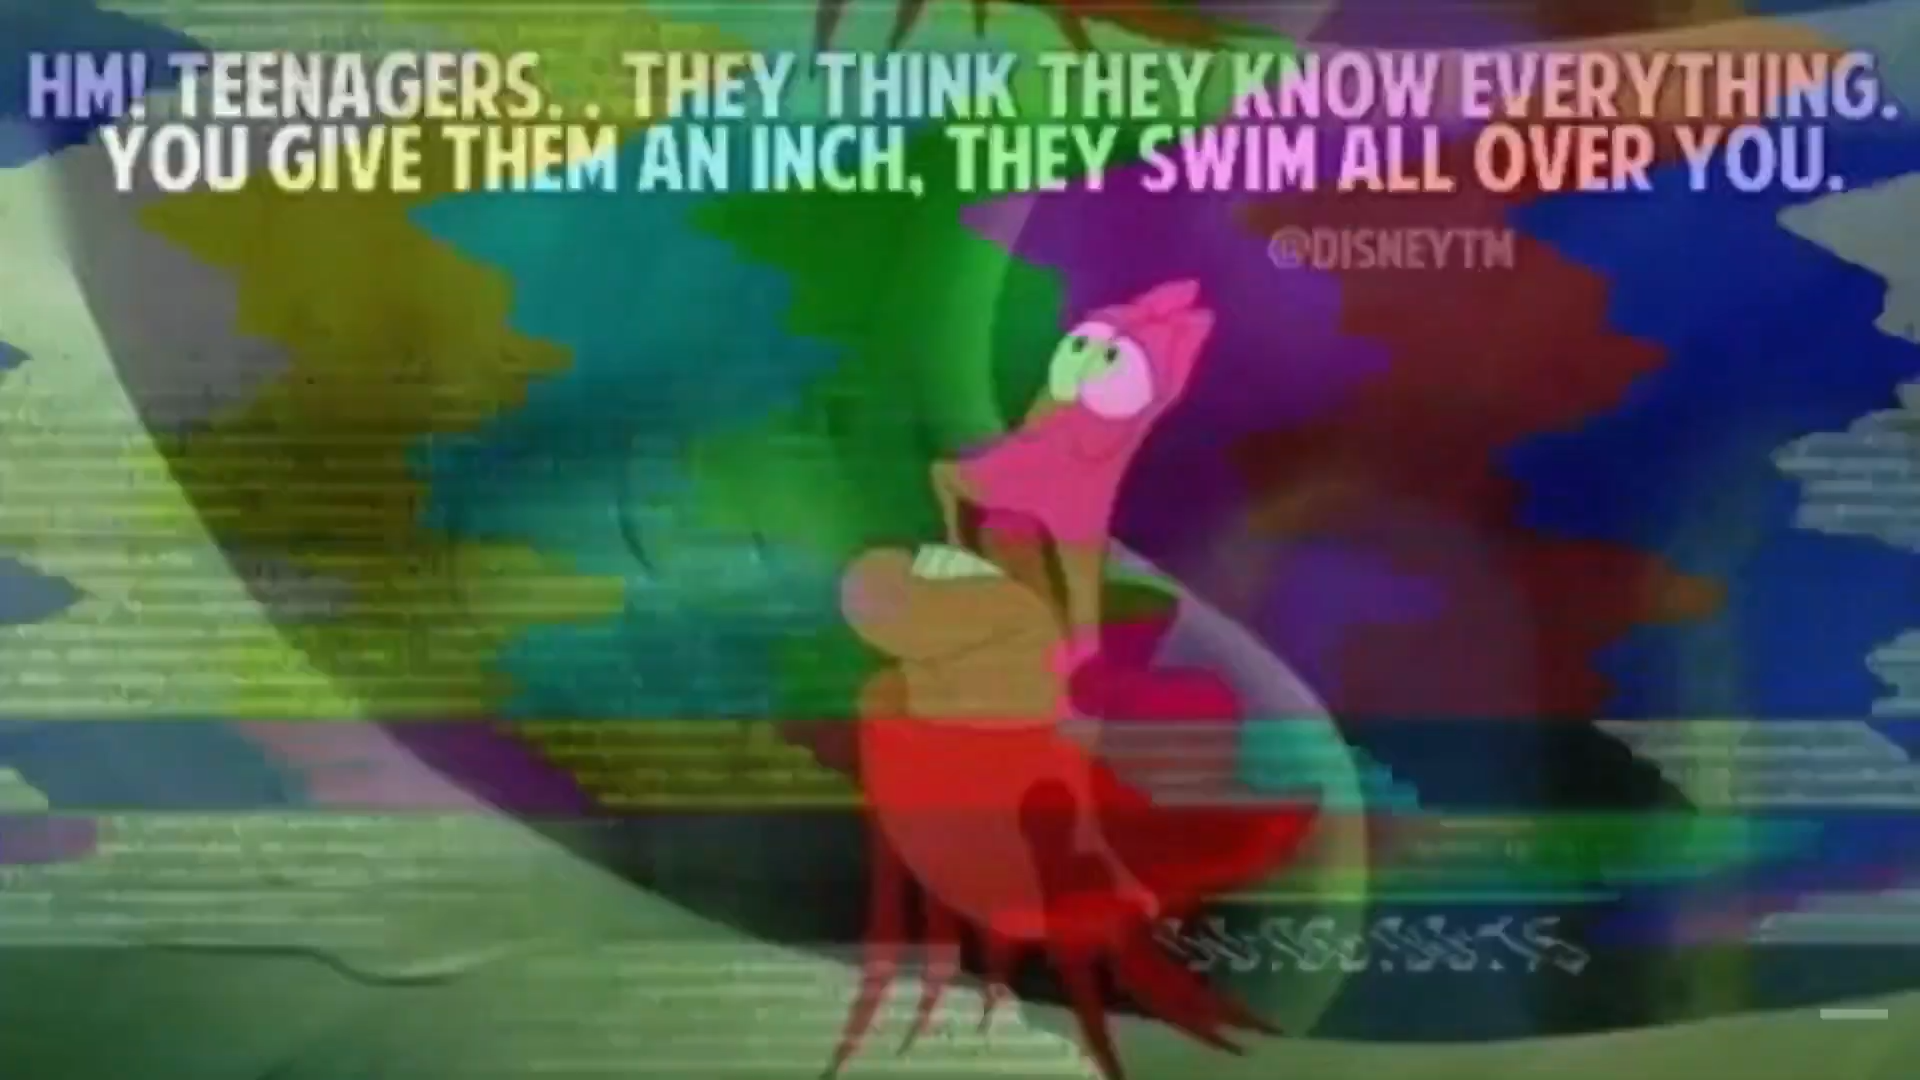 HM! TEENAGERS. . THEY THINK THEY KNOW EVERYTHING.
YOU GIVE THEM AN INCH, THEY SWIM ALL OVER YOU.
@DISNEYTM